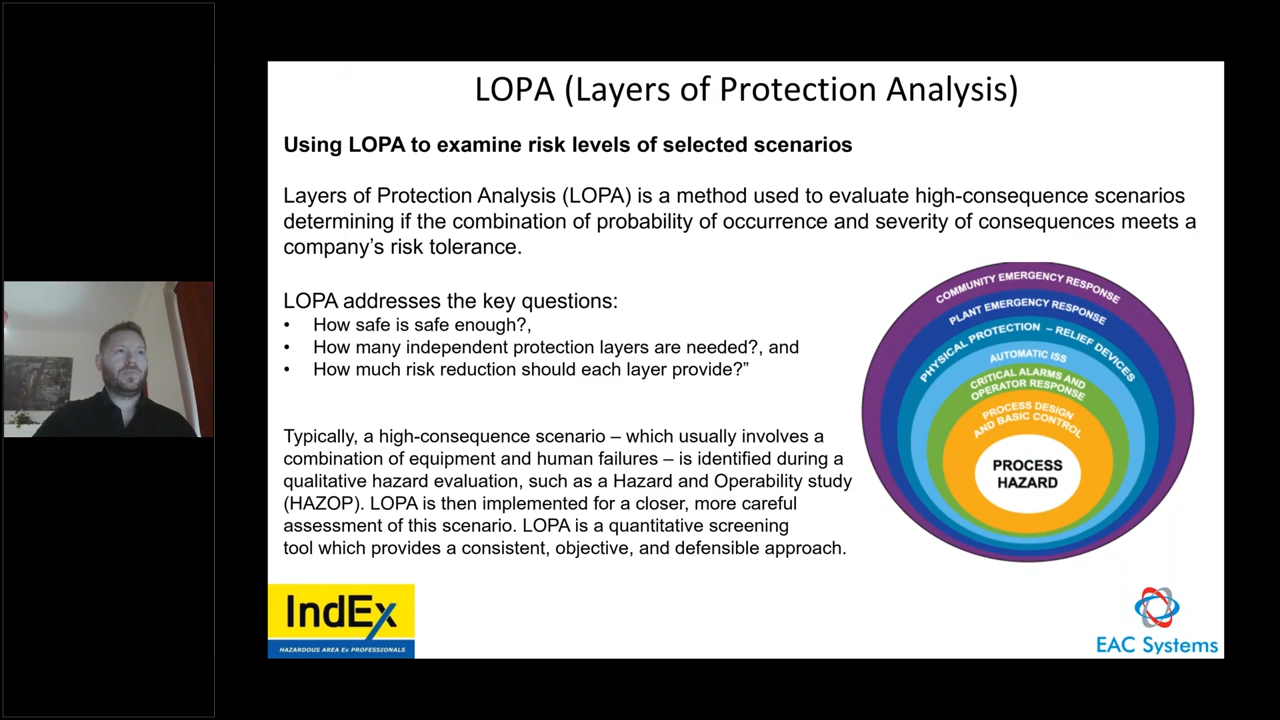 LOPA (Layers of Protection Analysis)
Using LOPA to examine risk levels of selected scenarios
Layers of Protection Analysis (LOPA) is a method used to evaluate high-consequence scenarios
determining if the combination of probability of occurrence and severity of consequences meets a
company's risk tolerance.
LOPA addresses the key questions:
• How safe is safe enough?,
• How many independent protection layers are needed?, and
• How much risk reduction should each layer provide?”
Typically, a high-consequence scenario – which usually involves a
combination of equipment and human failures – is identified during a
qualitative hazard evaluation, such as a Hazard and Operability study
(HAZOP). LOPA is then implemented for a closer, more careful
assessment of this scenario. LOPA is a quantitative screening
tool which provides a consistent, objective, and defensible approach.
COMMUNITY EMERGENCY RESPONSE
PLANT EMERGENCY RESPONSE
PHYSICAL PROTECTION – RELIEF DEVICES
AUTOMATIC ISS
CRITICAL ALARMS AND
OPERATOR RESPONSE
PROCESS DESIGN
AND BASIC CONTROL
PROCESS
HAZARD
IndEx
HAZARDOUS AREA Ex PROFESSIONALS
EAC Systems